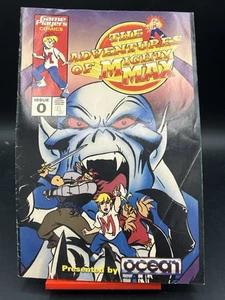 Game Players
COMICS
THE
ADVENTURES
OF MIGHTY
MAX
ISSUE
0
M
M
Presented by
ocean